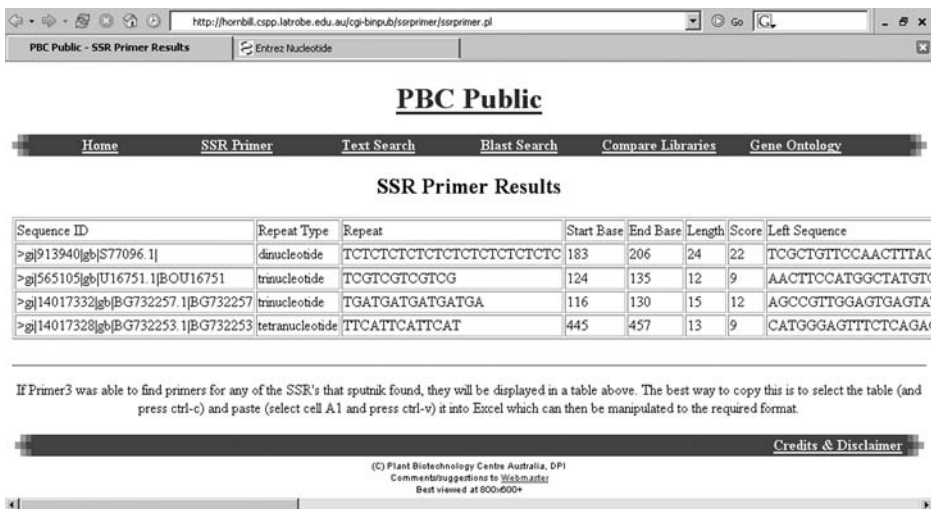 http://hornbill.cspp.latrobe.edu.au/cgi-binpub/ssrprimer/ssrprimer.pl Go G
PBC Public - SSR Primer Results Entrez Nucleotide
PBC Public
Home SSR Primer Text Search Blast Search Compare Libraries Gene Ontology
SSR Primer Results
Sequence ID Repeat Type Repeat Start Base End Base Length Score Left Sequence
>gi|913940|gb|S77096.1| dinucleotide TCTCTCTCTCTCTCTCTCTCTCTC 183 206 24 22 TCGCTGTTCCAACTTTAC
>gi|565105|gb|U16751.1|BOU16751 trinucleotide TCGTCGTCGTCG 124 135 12 9 AACTTCCATGGCTATGTC
>gi|14017332|gb|BG732257.1|BG732257 trinucleotide TGATGATGATGATGA 116 130 15 12 AGCCGTTGGAGTGAGTA
>gi|14017328|gb|BG732253.1|BG732253 tetranucleotide TTCATTCATTCAT 445 457 13 9 CATGGGAGTTTCTCAGA
If Primer3 was able to find primers for any of the SSR's that sputnik found, they will be displayed in a table above. The best way to copy this is to select the table (and
press ctrl-c) and paste (select cell A1 and press ctrl-v) it into Excel which can then be manipulated to the required format.
Credits & Disclaimer
(C) Plant Biotechnology Centre Australia, DPI
Comments/suggestions to Webmaster
Best viewed at 800x600+